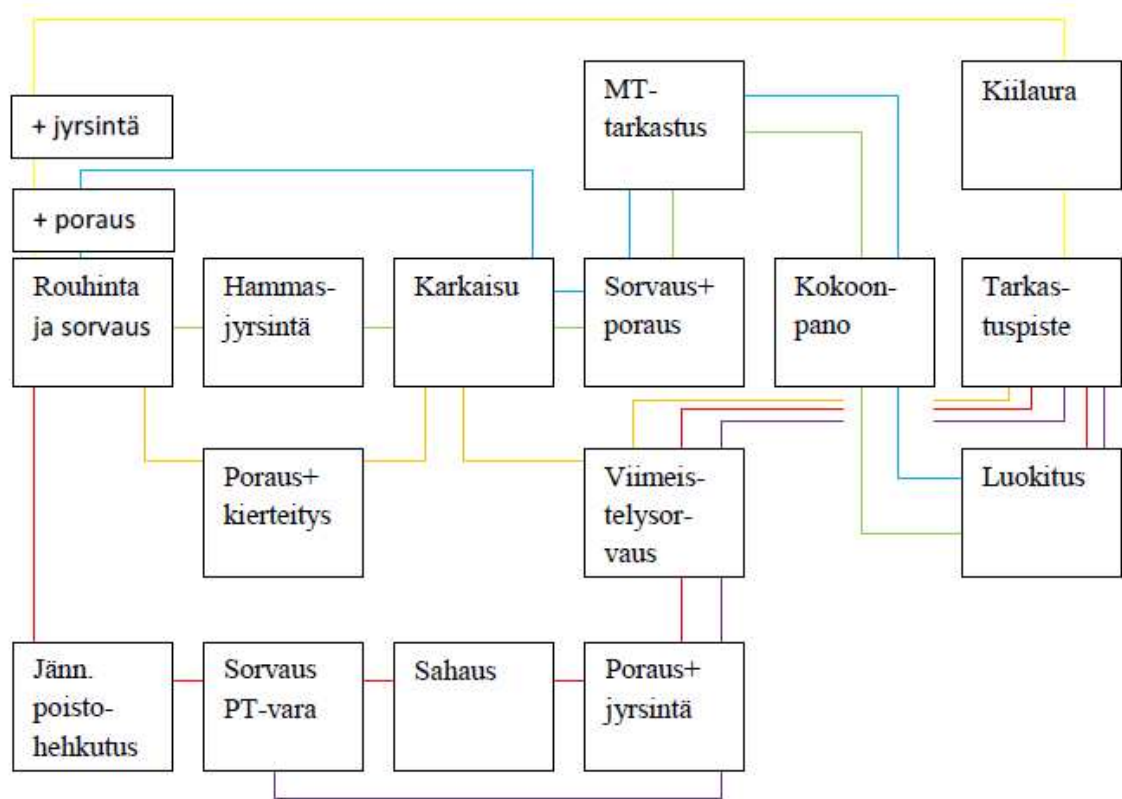 MT-
tarkastus
Kiilaura
+ jyrsintä
+ poraus
Rouhinta
ja sorvaus
Hammas-
jyrsintä
Karkaisu
Sorvaus+
poraus
Kokoon-
pano
Tarkas-
tuspiste
Poraus+
kierteitys
Viimeis-
telysor-
vaus
Luokitus
Jänn.
poisto-
hehkutus
Sorvaus
PT-vara
Sahaus
Poraus+
jyrsintä